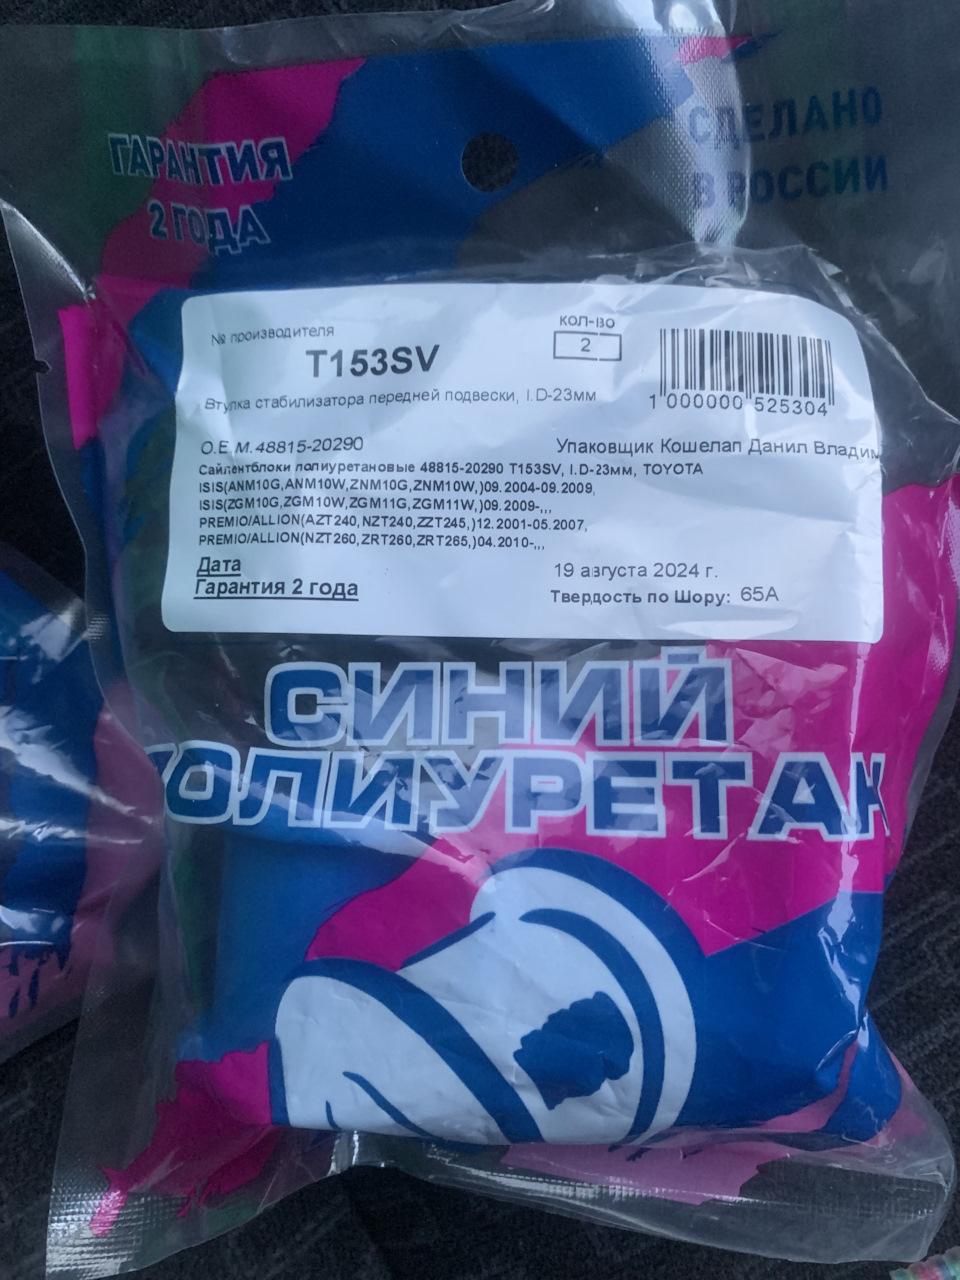 ГАРАНТИЯ
2 ГОДА
СДЕЛАНО
В РОССИИ
№ производителя
T153SV
КОЛ-ВО
2
1 000000 525304
Втулка стабилизатора передней подвески, I.D-23мм
O.E.M.48815-20290
Упаковщик Кошелап Данил Владим
Сайлентблоки полиуретановые 48815-20290 T153SV, I.D-23мм, TOYOTA
ISIS(ANM10G,ANM10W,ZNM10G,ZNM10W,)09.2004-09.2009,
ISIS(ZGM10G,ZGM10W,ZGM11G,ZGM11W,)09.2009-,,,
PREMIO/ALLION(AZT240,NZT240,ZZT245,)12.2001-05.2007,
PREMIO/ALLION(NZT260,ZRT260,ZRT265,)04.2010-,,,
Дата
19 августа 2024 г.
Гарантия 2 года
Твердость по Шору: 65А
СИНИЙ
ПОЛИУРЕТАН